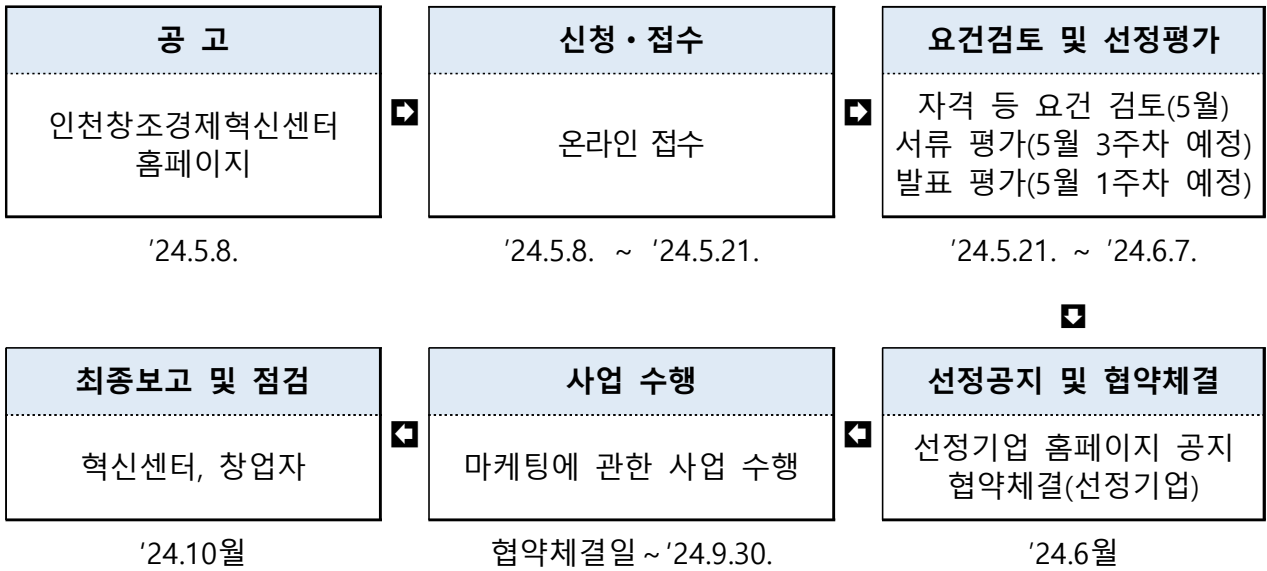 공 고
인천창조경제혁신센터
홈페이지
'24.5.8.
신청・접수
온라인 접수
'24.5.8. ~ '24.5.21.
요건검토 및 선정평가
자격 등 요건 검토(5월)
서류 평가(5월 3주차 예정)
발표 평가(5월 1주차 예정)
'24.5.21. ~ '24.6.7.
선정공지 및 협약체결
선정기업 홈페이지 공지
협약체결(선정기업)
'24.6월
사업 수행
마케팅에 관한 사업 수행
협약체결일~'24.9.30.
최종보고 및 점검
혁신센터, 창업자
'24.10월